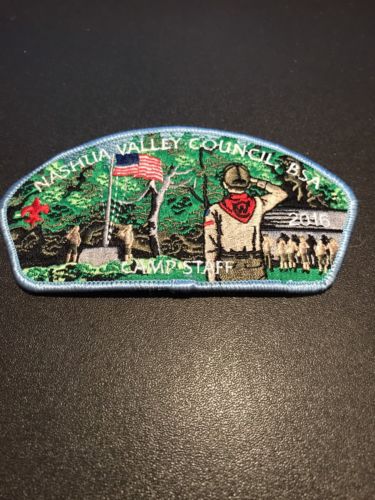 NASHUA VALLEY COUNCIL, BSA
2016
CAMP STAFF